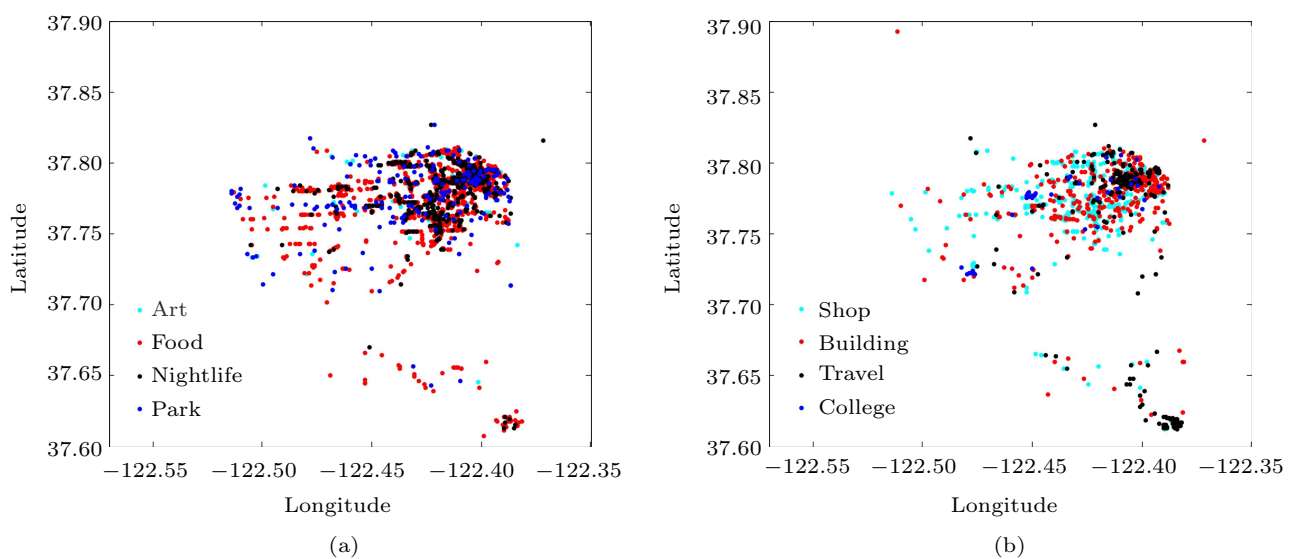 37.90
37.85
37.80
37.75
37.70
37.65
37.60
Latitude
Art
Food
Nightlife
Park
−122.55
−122.50
−122.45
−122.40
−122.35
Longitude
(a)
37.90
37.85
37.80
37.75
37.70
37.65
37.60
Latitude
Shop
Building
Travel
College
−122.55
−122.50
−122.45
−122.40
−122.35
Longitude
(b)